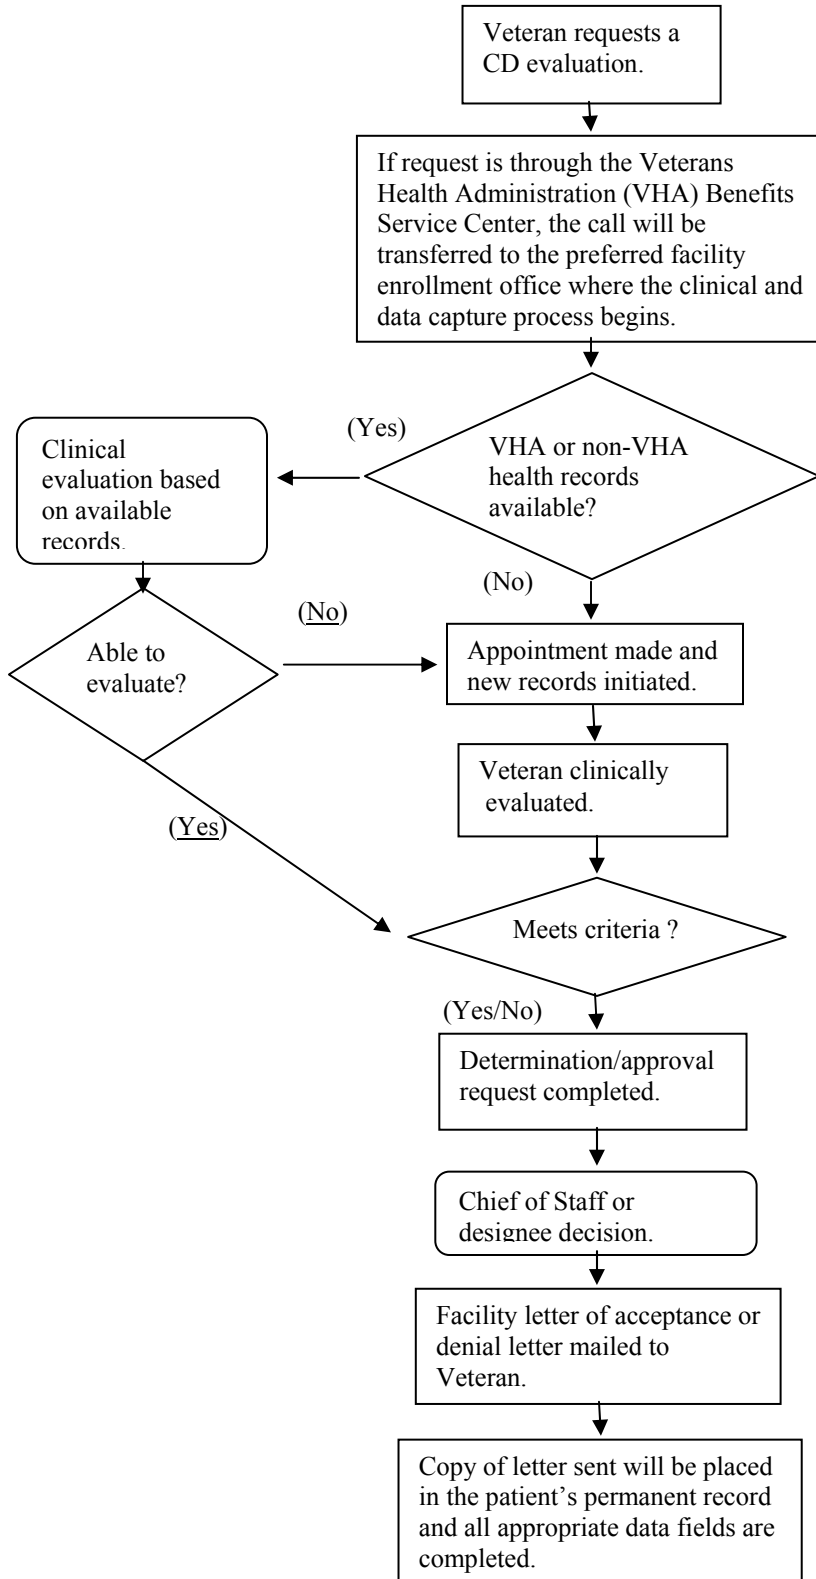 Veteran requests a
CD evaluation.
If request is through the Veterans
Health Administration (VHA) Benefits
Service Center, the call will be
transferred to the preferred facility
enrollment office where the clinical and
data capture process begins.
(Yes)
VHA or non-VHA
health records
available?
Clinical
evaluation based
on available
records.
(No)
(No)
Able to
evaluate?
Appointment made and
new records initiated.
Veteran clinically
evaluated.
(Yes)
Meets criteria ?
(Yes/No)
Determination/approval
request completed.
Chief of Staff or
designee decision.
Facility letter of acceptance or
denial letter mailed to
Veteran.
Copy of letter sent will be placed
in the patient’s permanent record
and all appropriate data fields are
completed.